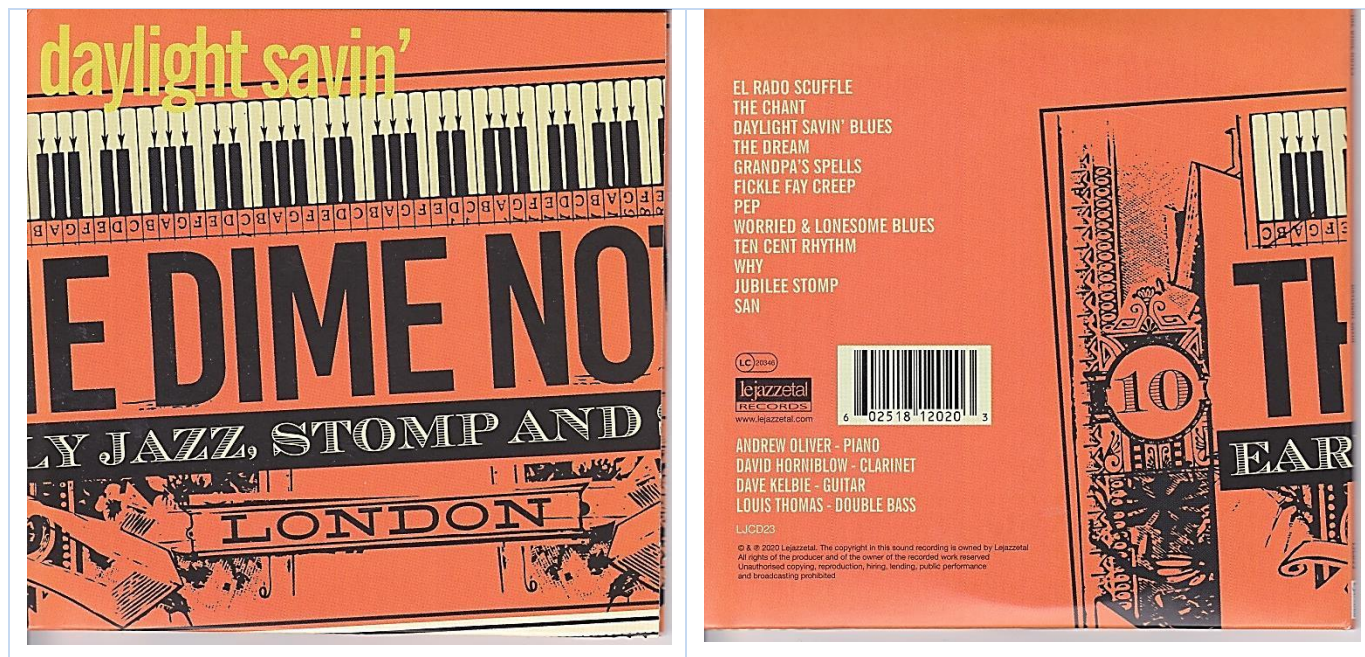 daylight savin'
E DIME NO
LY JAZZ, STOMP AND
LONDON
EL RADO SCUFFLE
THE CHANT
DAYLIGHT SAVIN' BLUES
THE DREAM
GRANDPA'S SPELLS
FICKLE FAY CREEP
PEP
WORRIED & LONESOME BLUES
TEN CENT RHYTHM
WHY
JUBILEE STOMP
SAN
LC 20346
lejazzetal
RECORDS
www.lejazzetal.com
6 02518 12020 3
ANDREW OLIVER - PIANO
DAVID HORNIBLOW - CLARINET
DAVE KELBIE - GUITAR
LOUIS THOMAS - DOUBLE BASS
LJCD23
© & ℗ 2020 Lejazzetal. The copyright in this sound recording is owned by Lejazzetal
All rights of the producer and of the owner of the recorded work reserved
Unauthorised copying, reproduction, hiring, lending, public performance
and broadcasting prohibited
10
TH
EAR